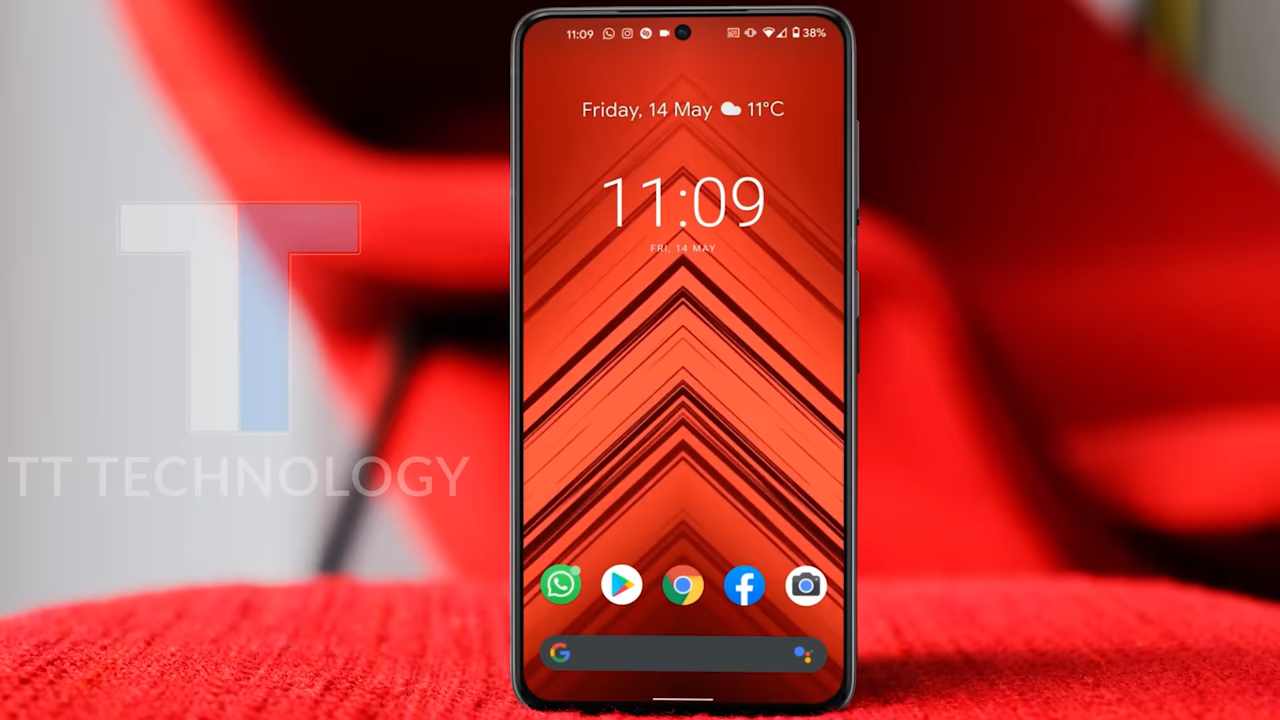 11:09
38%
Friday, 14 May 11°C
11:09
FRI, 14 MAY
TT TECHNOLOGY